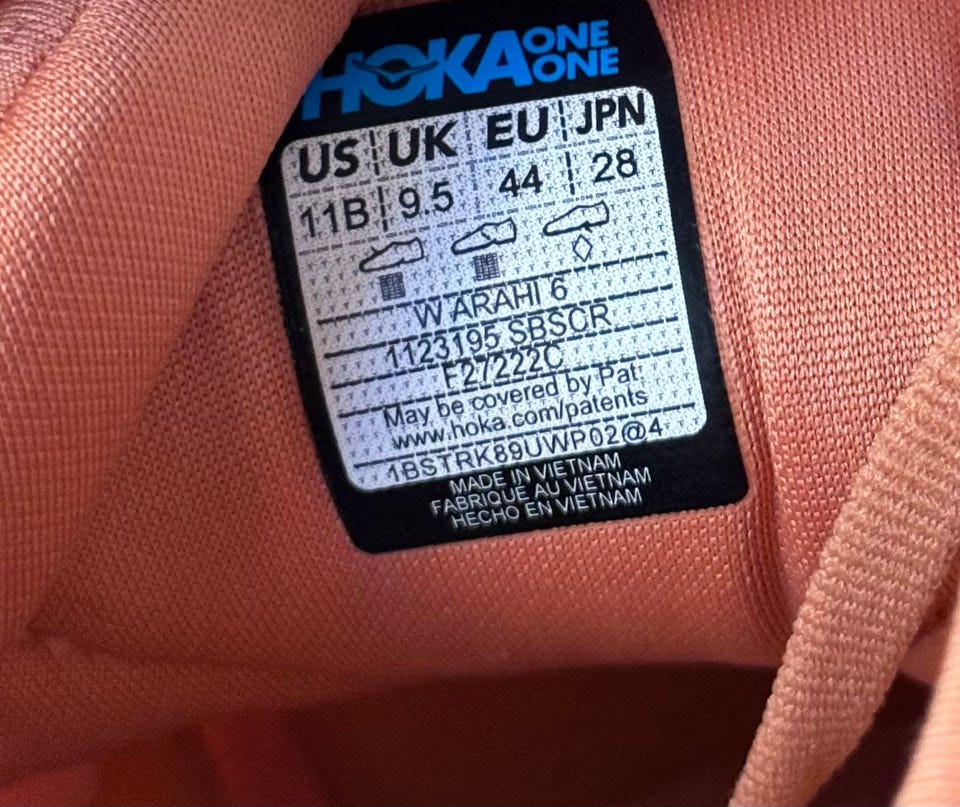 HOKA ONE ONE
US UK EU JPN
11B 9.5 44 28
W ARAHI 6
1123195 SBSCR
F27222C
May be covered by Pat:
www.hoka.com/patents
1BSTRK89UWP02@4
MADE IN VIETNAM
FABRIQUE AU VIETNAM
HECHO EN VIETNAM